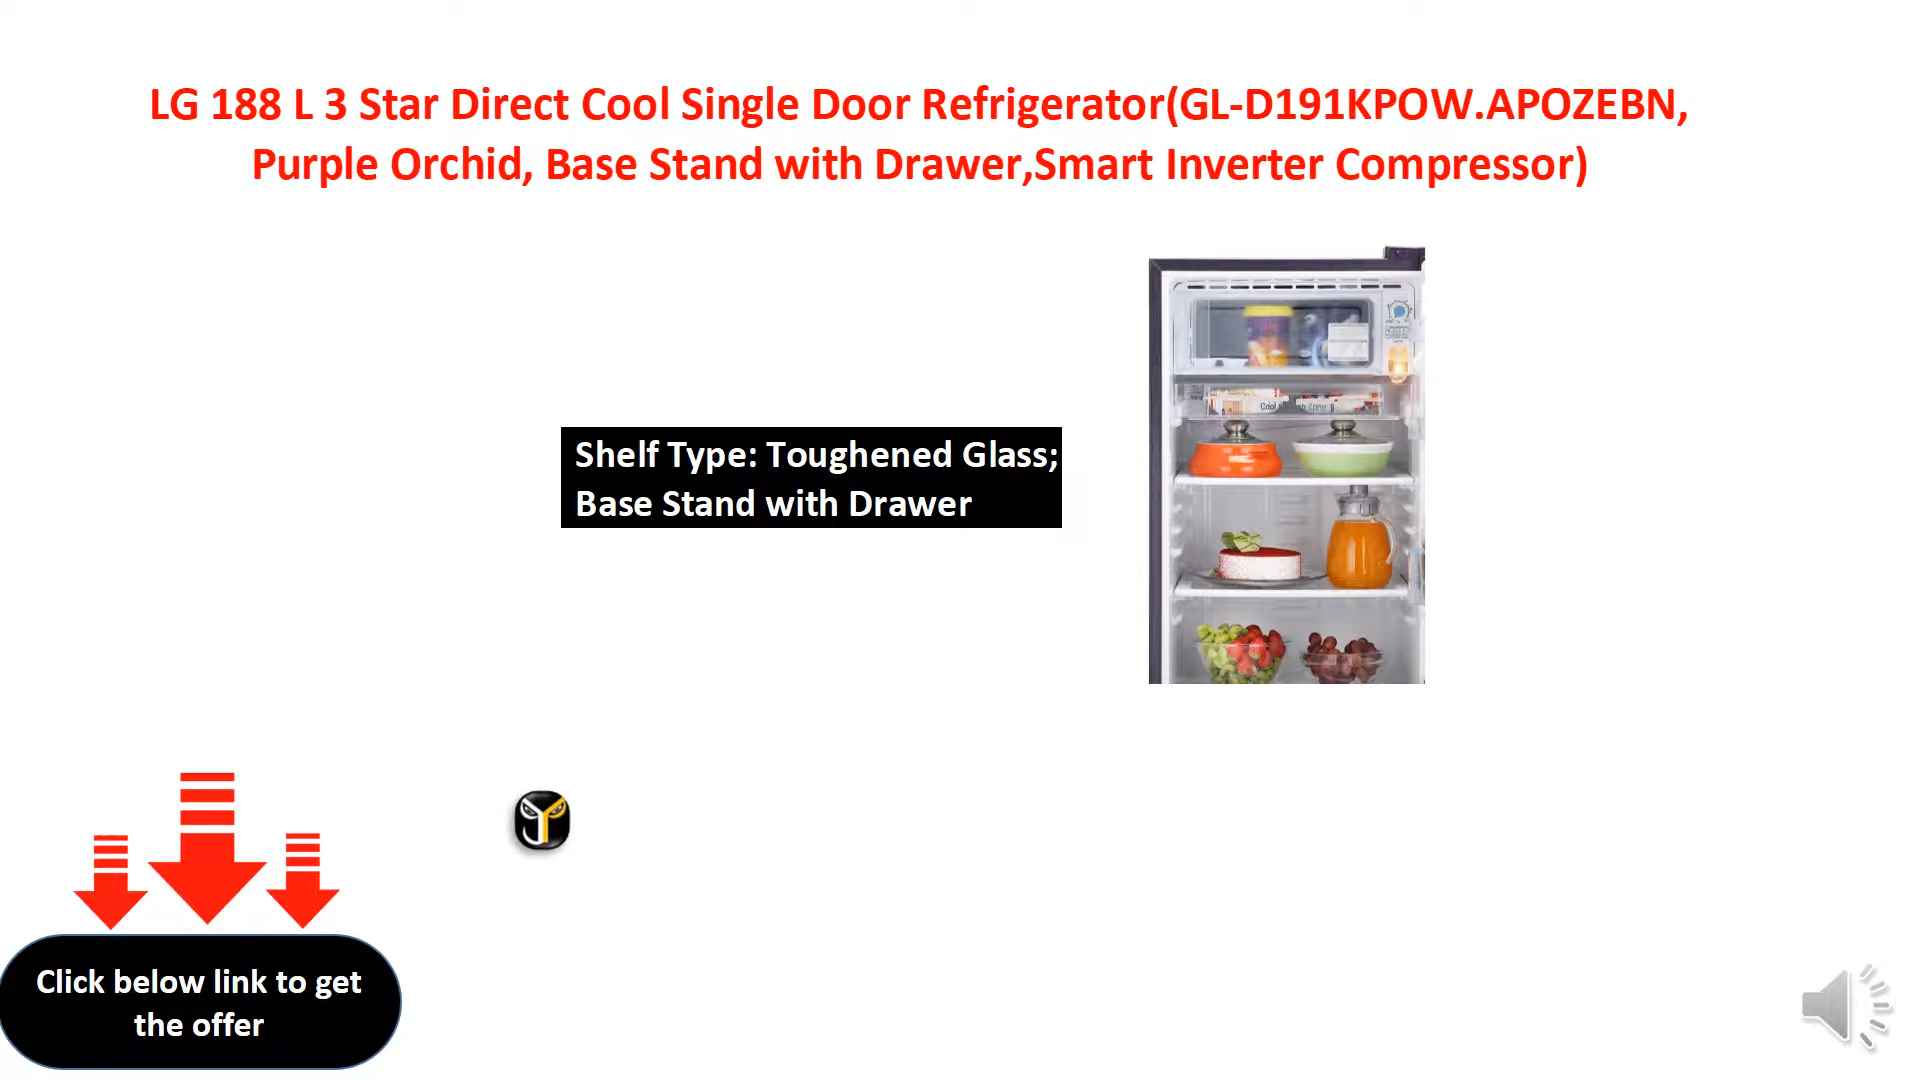 LG 188 L 3 Star Direct Cool Single Door Refrigerator(GL-D191KPOW.APOZEBN,
Purple Orchid, Base Stand with Drawer,Smart Inverter Compressor)
Shelf Type: Toughened Glass;
Base Stand with Drawer
Click below link to get
the offer